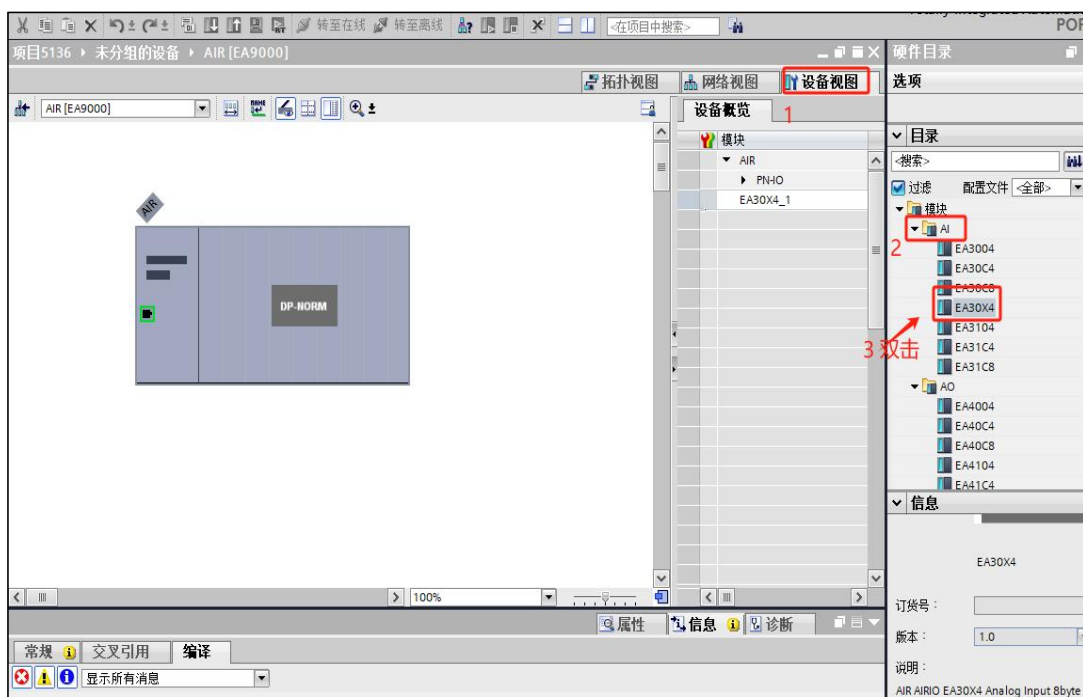 转至在线
转至离线
<在项目中搜索>
项目5136 ▸ 未分组的设备 ▸ AIR [EA9000]
拓扑视图
网络视图
设备视图
AIR [EA9000]
设备概览
1
模块
AIR
PN-IO
EA30X4_1
AIR
DP-NORM
100%
属性
信息
诊断
常规
交叉引用
编译
显示所有消息
硬件目录
选项
目录
<搜索>
过滤
配置文件
<全部>
模块
2
AI
EA3004
EA30C4
EA30C8
EA30X4
EA3104
3 双击
EA31C4
EA31C8
AO
EA4004
EA40C4
EA40C8
EA4104
EA41C4
信息
EA30X4
订货号：
版本：
1.0
说明：
AIR AIRIO EA30X4 Analog Input 8byte